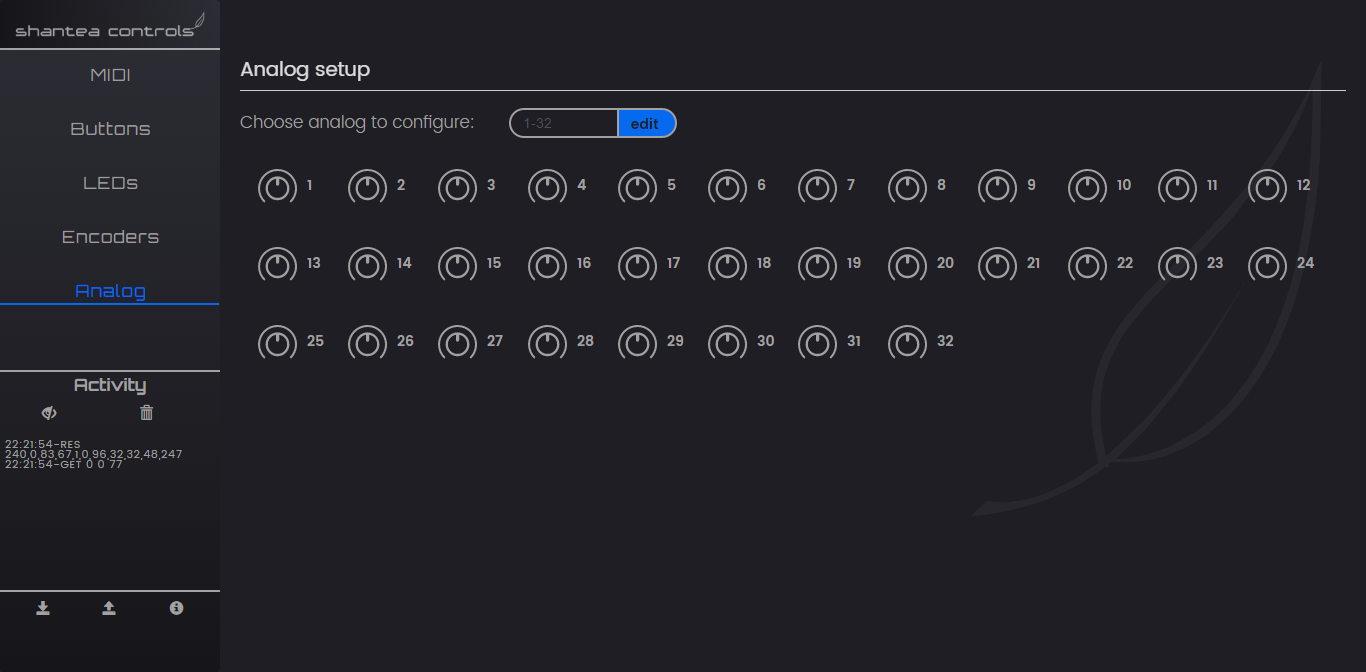 shantea controls
MIDI
Buttons
LEDs
Encoders
Analog
Activity
22:21:54-RES
240,0,83,67,1,0,96,32,32,48,247
22:21:54-GET 0 0 77
Analog setup
Choose analog to configure: 1-32 edit
1 2 3 4 5 6 7 8 9 10 11 12
13 14 15 16 17 18 19 20 21 22 23 24
25 26 27 28 29 30 31 32